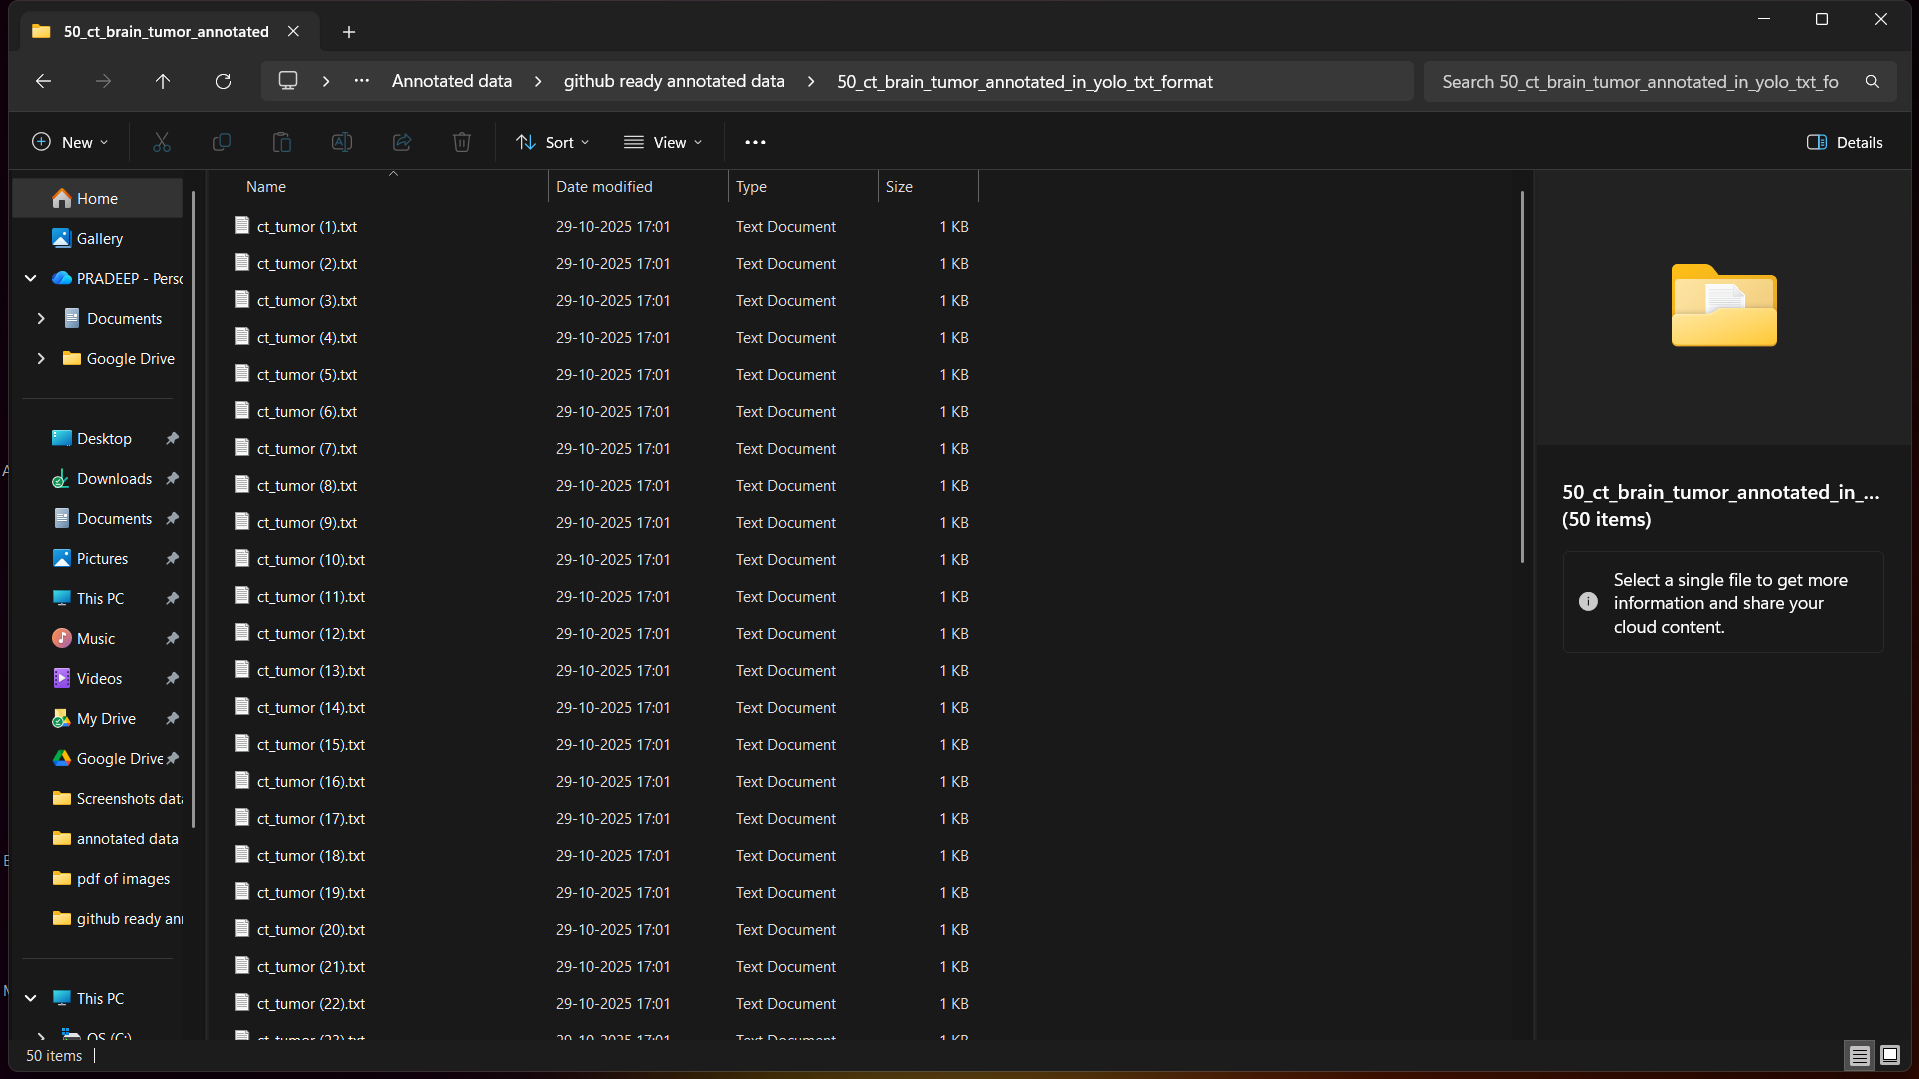 50_ct_brain_tumor_annotated
Annotated data
github ready annotated data
50_ct_brain_tumor_annotated_in_yolo_txt_format
Search 50_ct_brain_tumor_annotated_in_yolo_txt_fo
New
Sort
View
Details
Home
Gallery
PRADEEP - Perso
Documents
Google Drive
Desktop
Downloads
Documents
Pictures
This PC
Music
Videos
My Drive
Google Drive
Screenshots data
annotated data
pdf of images
github ready ann
This PC
OS (C:)
Name Date modified Type Size
ct_tumor (1).txt 29-10-2025 17:01 Text Document 1 KB
ct_tumor (2).txt 29-10-2025 17:01 Text Document 1 KB
ct_tumor (3).txt 29-10-2025 17:01 Text Document 1 KB
ct_tumor (4).txt 29-10-2025 17:01 Text Document 1 KB
ct_tumor (5).txt 29-10-2025 17:01 Text Document 1 KB
ct_tumor (6).txt 29-10-2025 17:01 Text Document 1 KB
ct_tumor (7).txt 29-10-2025 17:01 Text Document 1 KB
ct_tumor (8).txt 29-10-2025 17:01 Text Document 1 KB
ct_tumor (9).txt 29-10-2025 17:01 Text Document 1 KB
ct_tumor (10).txt 29-10-2025 17:01 Text Document 1 KB
ct_tumor (11).txt 29-10-2025 17:01 Text Document 1 KB
ct_tumor (12).txt 29-10-2025 17:01 Text Document 1 KB
ct_tumor (13).txt 29-10-2025 17:01 Text Document 1 KB
ct_tumor (14).txt 29-10-2025 17:01 Text Document 1 KB
ct_tumor (15).txt 29-10-2025 17:01 Text Document 1 KB
ct_tumor (16).txt 29-10-2025 17:01 Text Document 1 KB
ct_tumor (17).txt 29-10-2025 17:01 Text Document 1 KB
ct_tumor (18).txt 29-10-2025 17:01 Text Document 1 KB
ct_tumor (19).txt 29-10-2025 17:01 Text Document 1 KB
ct_tumor (20).txt 29-10-2025 17:01 Text Document 1 KB
ct_tumor (21).txt 29-10-2025 17:01 Text Document 1 KB
ct_tumor (22).txt 29-10-2025 17:01 Text Document 1 KB
ct_tumor (23).txt 29-10-2025 17:01 Text Document 1 KB
50_ct_brain_tumor_annotated_in_...
(50 items)
Select a single file to get more
information and share your
cloud content.
50 items